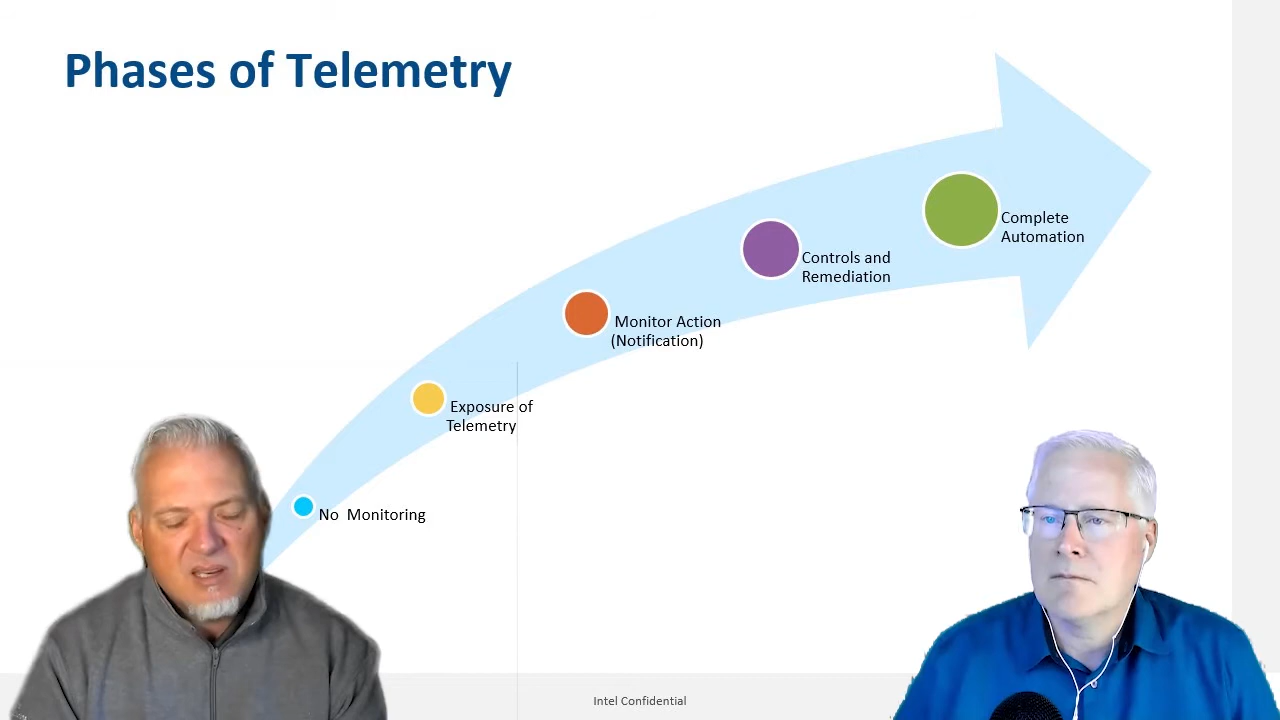 Phases of Telemetry
Complete
Automation
Controls and
Remediation
Monitor Action
(Notification)
Exposure of
Telemetry
No Monitoring
Intel Confidential